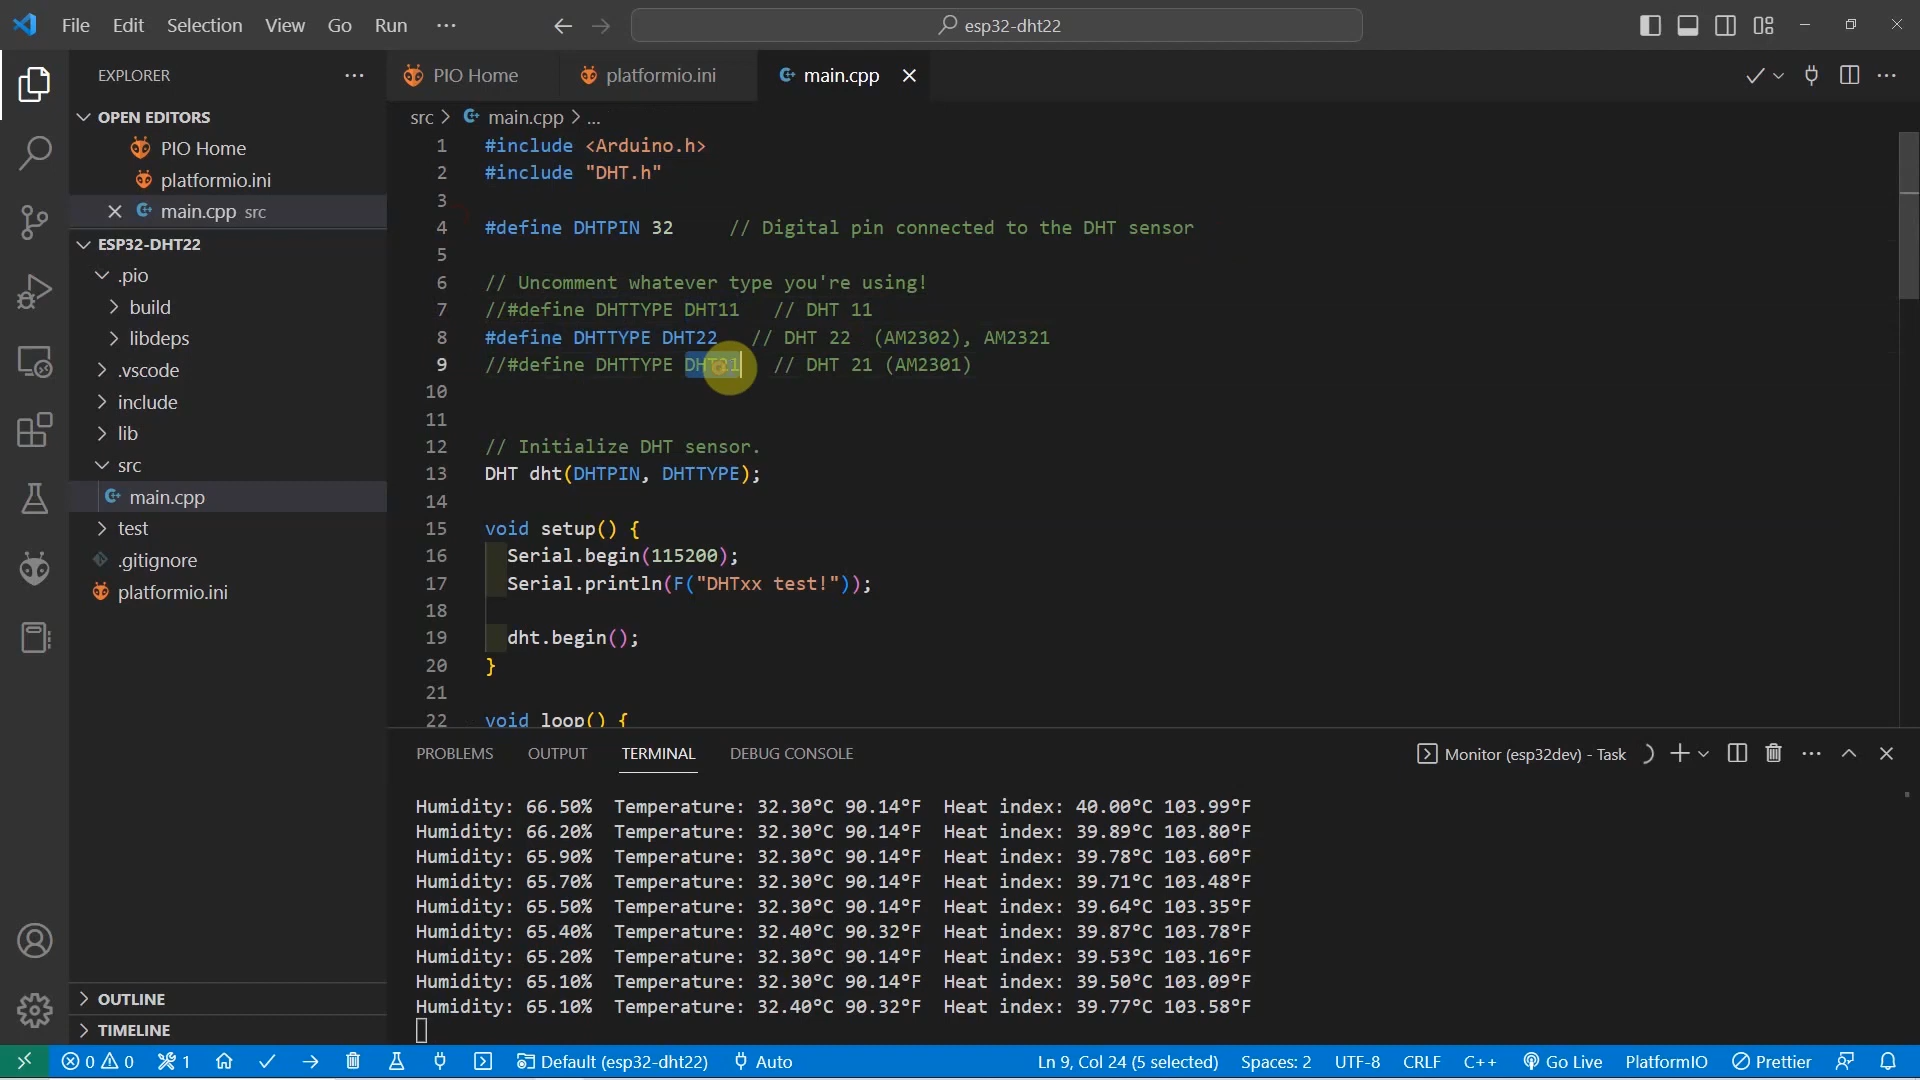 File Edit Selection View Go Run ··· esp32-dht22
EXPLORER ···
OPEN EDITORS
PIO Home
platformio.ini
main.cpp src
ESP32-DHT22
.pio
build
libdeps
.vscode
include
lib
src
main.cpp
test
.gitignore
platformio.ini
OUTLINE
TIMELINE
PIO Home platformio.ini main.cpp
src > main.cpp > ...
1 #include <Arduino.h>
2 #include "DHT.h"
3
4 #define DHTPIN 32     // Digital pin connected to the DHT sensor
5
6 // Uncomment whatever type you're using!
7 //#define DHTTYPE DHT11   // DHT 11
8 #define DHTTYPE DHT22   // DHT 22  (AM2302), AM2321
9 //#define DHTTYPE DHT21   // DHT 21 (AM2301)
10
11
12 // Initialize DHT sensor.
13 DHT dht(DHTPIN, DHTTYPE);
14
15 void setup() {
16   Serial.begin(115200);
17   Serial.println(F("DHTxx test!"));
18
19   dht.begin();
20 }
21
22 void loop() {
PROBLEMS OUTPUT TERMINAL DEBUG CONSOLE Monitor (esp32dev) - Task
Humidity: 66.50%  Temperature: 32.30°C 90.14°F  Heat index: 40.00°C 103.99°F
Humidity: 66.20%  Temperature: 32.30°C 90.14°F  Heat index: 39.89°C 103.80°F
Humidity: 65.90%  Temperature: 32.30°C 90.14°F  Heat index: 39.78°C 103.60°F
Humidity: 65.70%  Temperature: 32.30°C 90.14°F  Heat index: 39.71°C 103.48°F
Humidity: 65.50%  Temperature: 32.30°C 90.14°F  Heat index: 39.64°C 103.35°F
Humidity: 65.40%  Temperature: 32.40°C 90.32°F  Heat index: 39.87°C 103.78°F
Humidity: 65.20%  Temperature: 32.30°C 90.14°F  Heat index: 39.53°C 103.16°F
Humidity: 65.10%  Temperature: 32.30°C 90.14°F  Heat index: 39.50°C 103.09°F
Humidity: 65.10%  Temperature: 32.40°C 90.32°F  Heat index: 39.77°C 103.58°F
0 0 1 Default (esp32-dht22) Auto Ln 9, Col 24 (5 selected) Spaces: 2 UTF-8 CRLF C++ Go Live PlatformIO Prettier